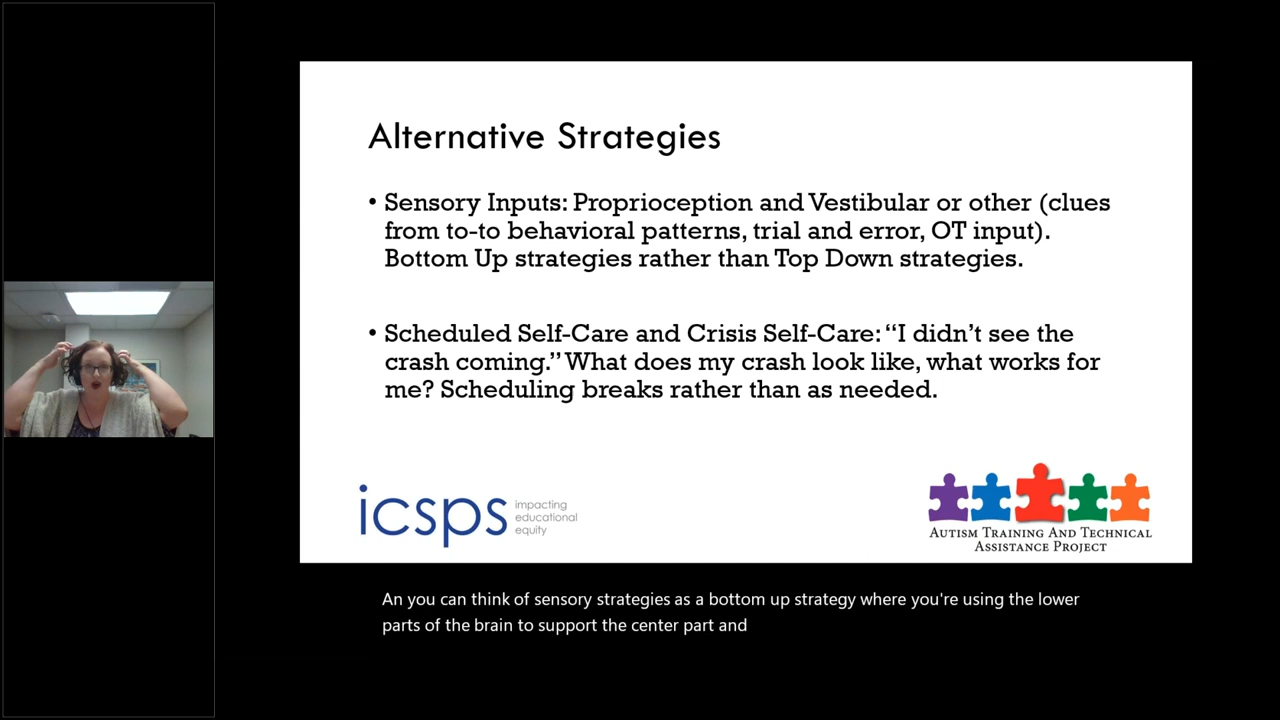 Alternative Strategies
• Sensory Inputs: Proprioception and Vestibular or other (clues
from to-to behavioral patterns, trial and error, OT input).
Bottom Up strategies rather than Top Down strategies.
• Scheduled Self-Care and Crisis Self-Care: “I didn’t see the
crash coming.” What does my crash look like, what works for
me? Scheduling breaks rather than as needed.
icsps
impacting
educational
equity
AUTISM TRAINING AND TECHNICAL
ASSISTANCE PROJECT
An you can think of sensory strategies as a bottom up strategy where you're using the lower
parts of the brain to support the center part and